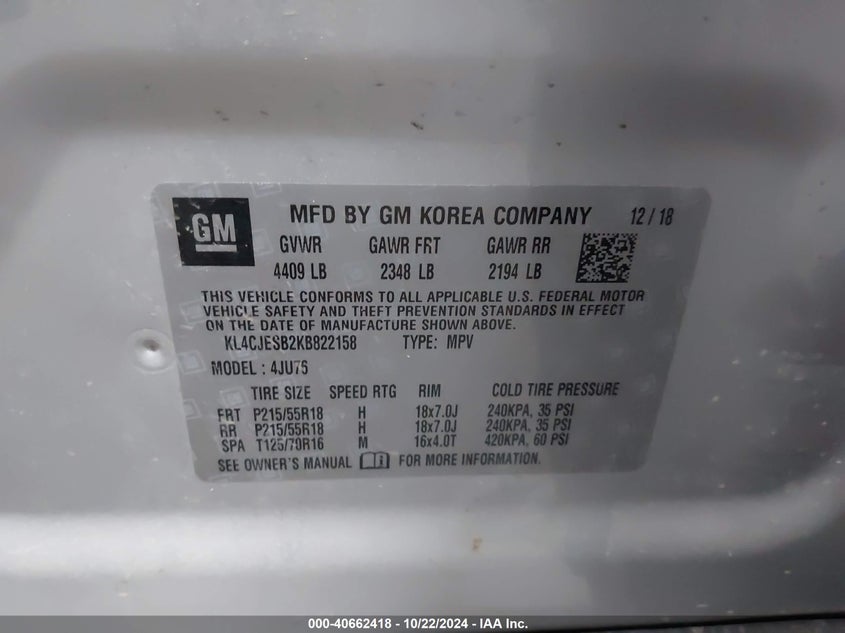 GM MFD BY GM KOREA COMPANY 12/18
GVWR GAWR FRT GAWR RR
4409 LB 2348 LB 2194 LB
THIS VEHICLE CONFORMS TO ALL APPLICABLE U.S. FEDERAL MOTOR
VEHICLE SAFETY AND THEFT PREVENTION STANDARDS IN EFFECT
ON THE DATE OF MANUFACTURE SHOWN ABOVE.
KL4CJESB2KB822158 TYPE: MPV
MODEL: 4JU76
TIRE SIZE SPEED RTG RIM COLD TIRE PRESSURE
FRT P215/55R18 H 18x7.0J 240KPA, 35 PSI
RR P215/55R18 H 18x7.0J 240KPA, 35 PSI
SPA T125/70R16 M 16x4.0T 420KPA, 60 PSI
SEE OWNER'S MANUAL FOR MORE INFORMATION.
000-40662418 - 10/22/2024 - IAA Inc.